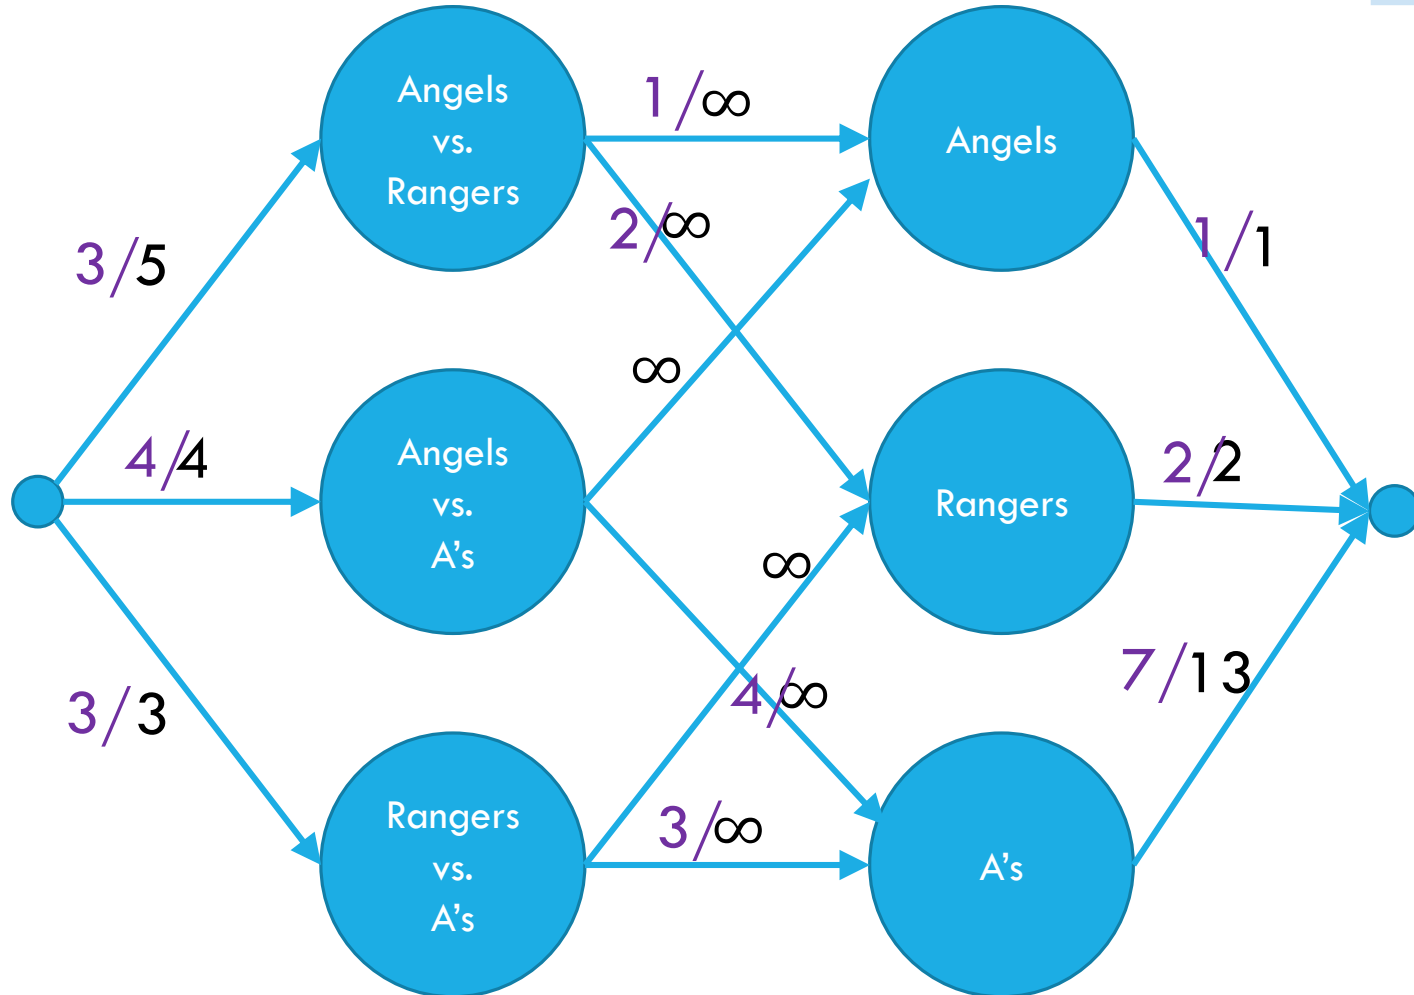 Angels
vs.
Rangers
1/∞
Angels
3/5
2/∞
1/1
∞
4/4
Angels
vs.
A's
Rangers
2/2
∞
3/3
4/∞
7/13
Rangers
vs.
A's
3/∞
A's